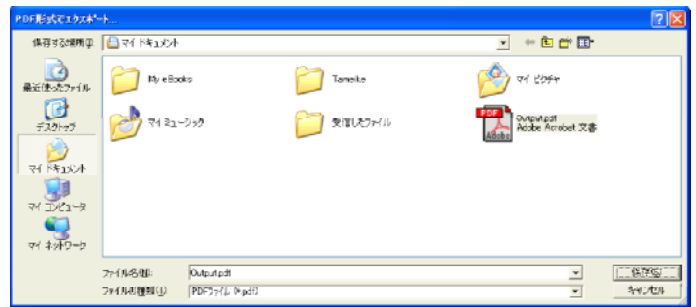 PDF形式でエクスポート...
保存する場所(I):
マイ ドキュメント
最近使ったファイル
デスクトップ
マイ ドキュメント
マイ コンピュータ
マイ ネットワーク
My eBooks
Tameike
マイ ピクチャ
マイ ミュージック
受信したファイル
PDF
Adobe
Output.pdf
Adobe Acrobat 文書
ファイル名(N):
Output.pdf
保存(S)
ファイルの種類(T):
PDFファイル (*.pdf)
キャンセル